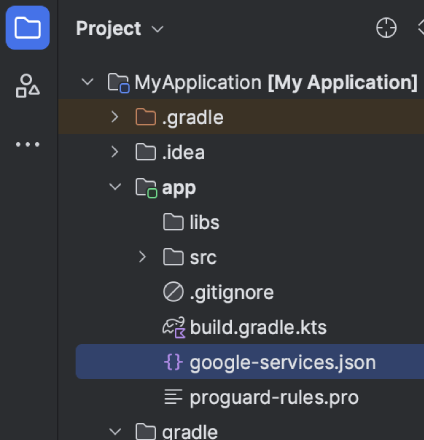 Project
MyApplication [My Application]
.gradle
.idea
app
libs
src
.gitignore
build.gradle.kts
google-services.json
proguard-rules.pro
gradle